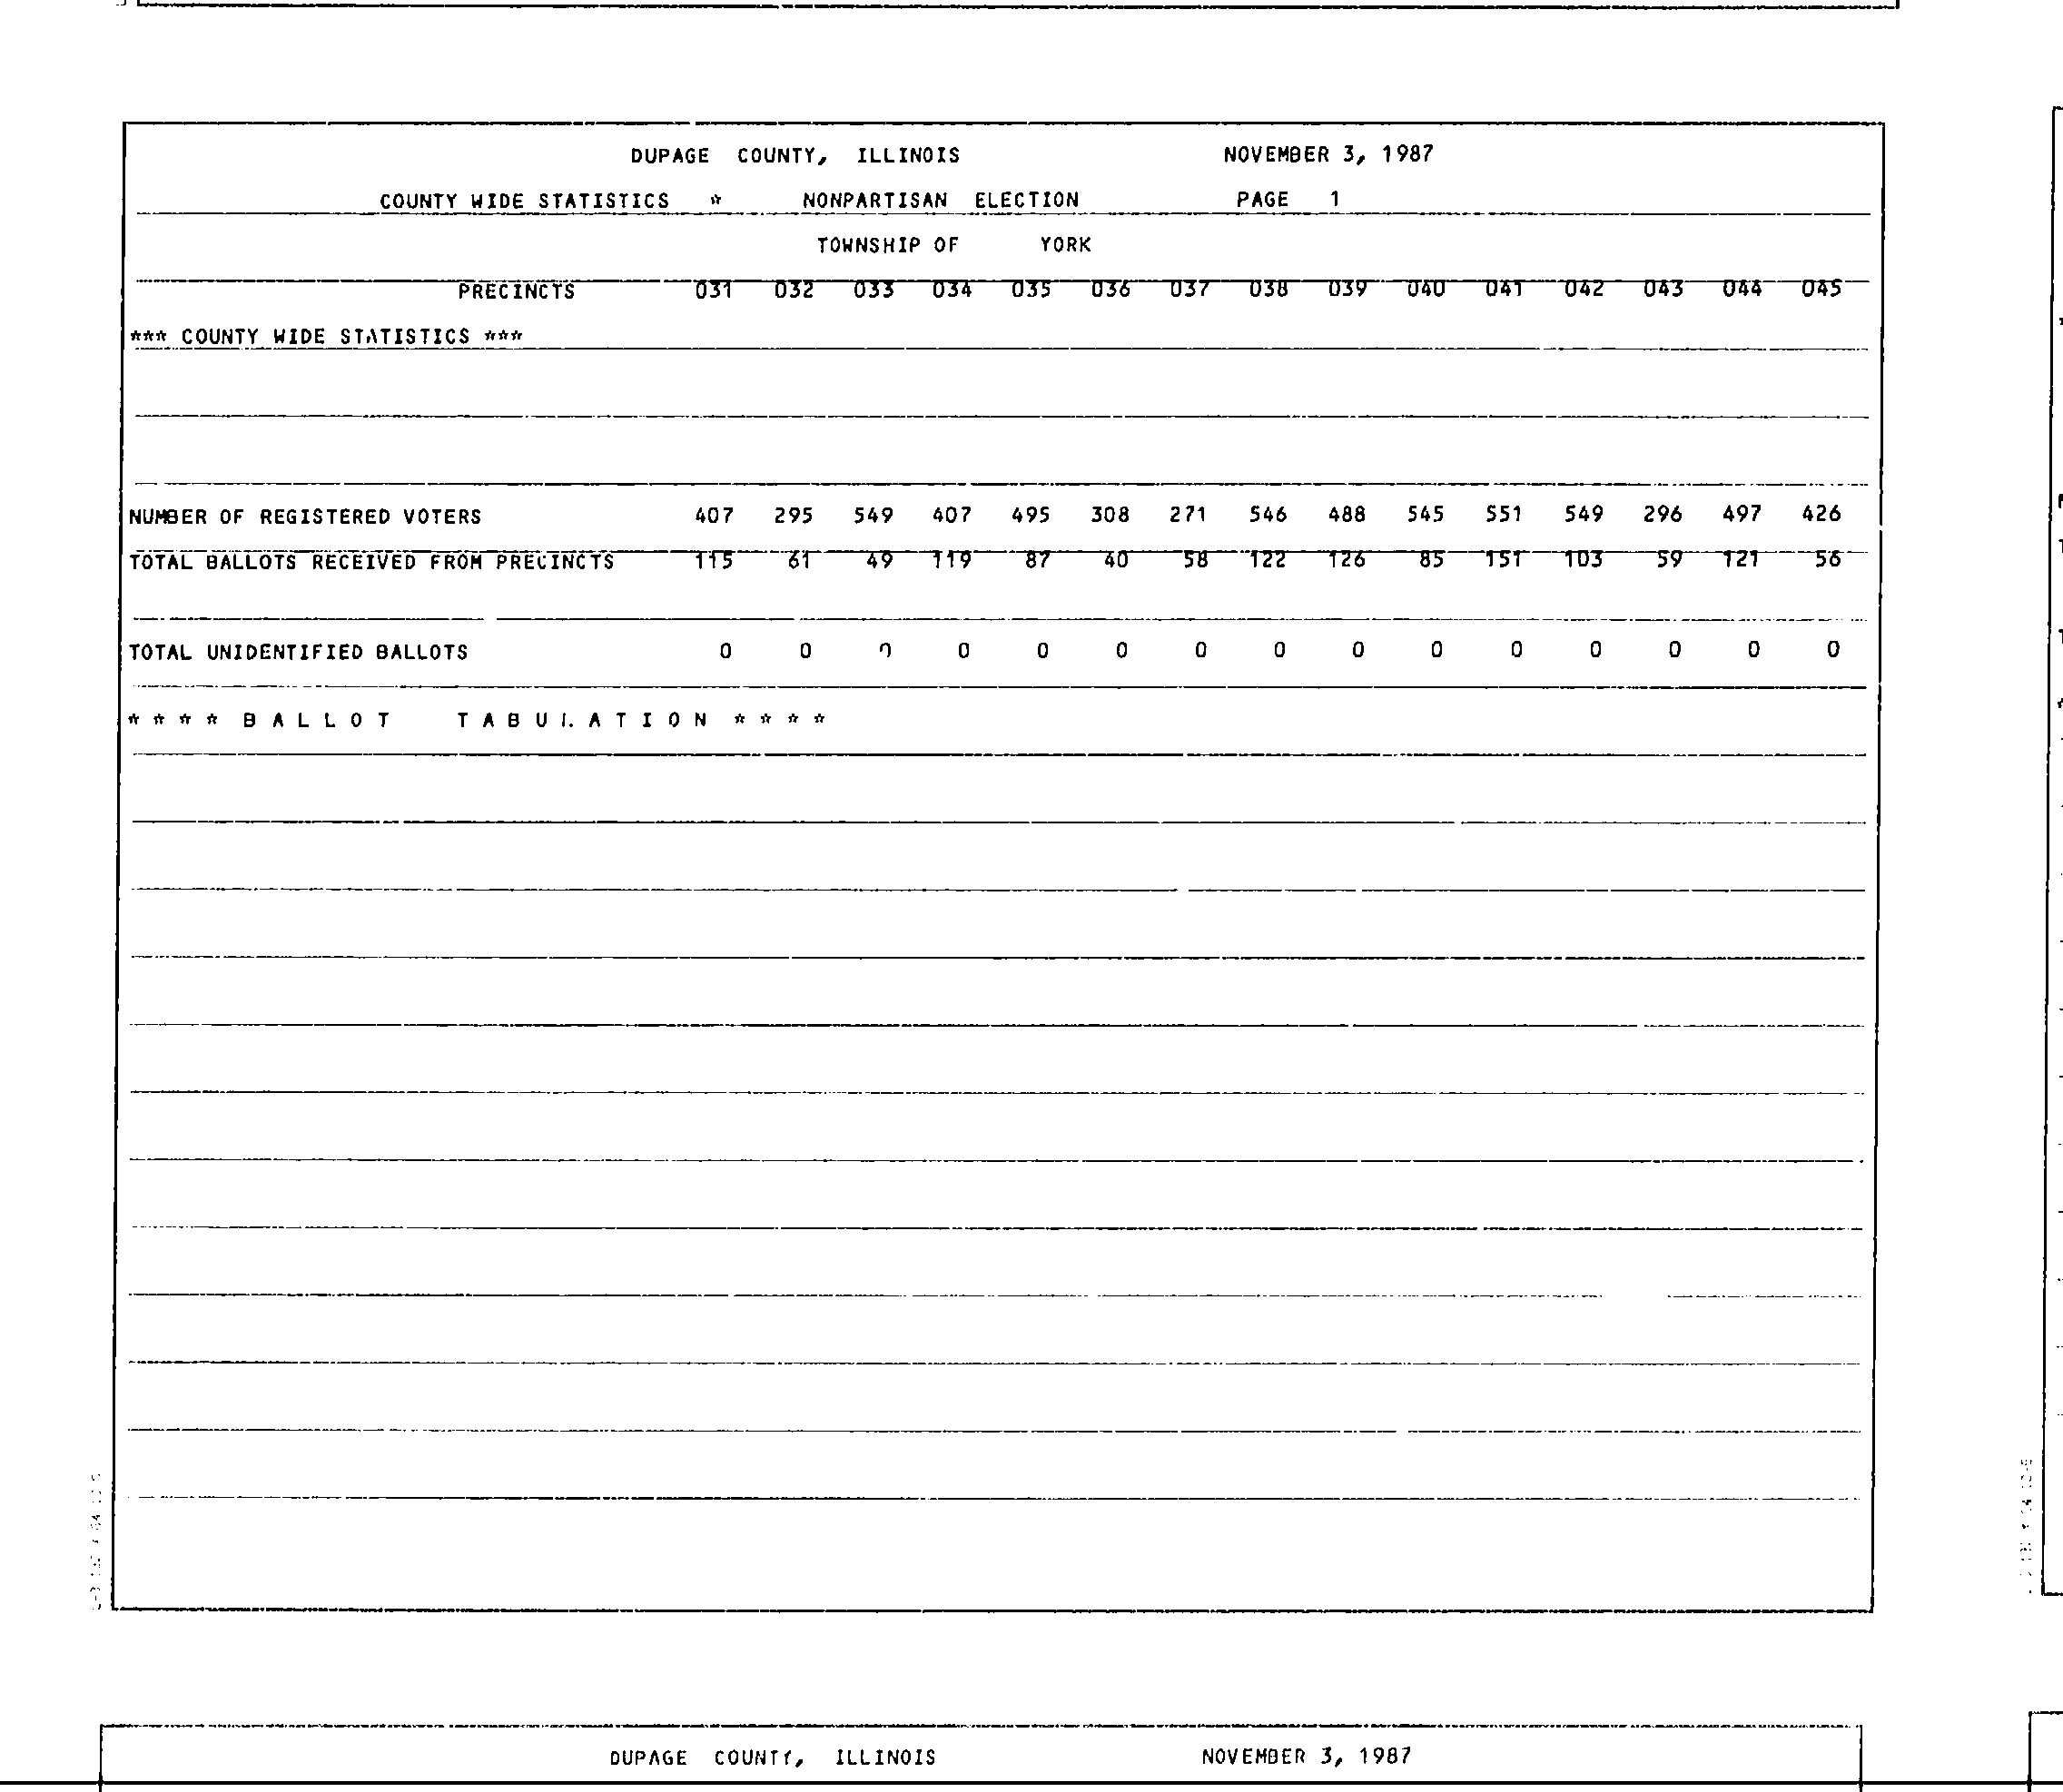 DUPAGE COUNTY, ILLINOIS NOVEMBER 3, 1987
COUNTY WIDE STATISTICS * NONPARTISAN ELECTION PAGE 1
TOWNSHIP OF YORK
PRECINCTS 031 032 033 034 035 036 037 038 039 040 041 042 043 044 045
*** COUNTY WIDE STATISTICS ***
NUMBER OF REGISTERED VOTERS 407 295 549 407 495 308 271 546 488 545 551 549 296 497 426
TOTAL BALLOTS RECEIVED FROM PRECINCTS 115 61 49 119 87 40 58 122 126 85 151 103 59 121 56
TOTAL UNIDENTIFIED BALLOTS 0 0 0 0 0 0 0 0 0 0 0 0 0 0 0
* * * * B A L L O T T A B U L A T I O N * * * *
DUPAGE COUNTY, ILLINOIS NOVEMBER 3, 1987